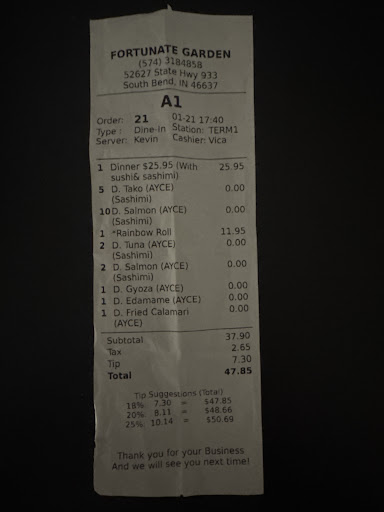 FORTUNATE GARDEN
(574) 3184858
52627 State Hwy 933
South Bend, IN 46637
A1
Order: 21 01-21 17:40
Type : Dine-in Station: TERM1
Server: Kevin Cashier: Vica
1 Dinner $25.95 (With 25.95
sushi& sashimi)
5 D. Tako (AYCE) 0.00
(Sashimi)
10 D. Salmon (AYCE) 0.00
(Sashimi)
1 *Rainbow Roll 11.95
2 D. Tuna (AYCE) 0.00
(Sashimi)
2 D. Salmon (AYCE) 0.00
(Sashimi)
1 D. Gyoza (AYCE) 0.00
1 D. Edamame (AYCE) 0.00
1 D. Fried Calamari 0.00
(AYCE)
Subtotal 37.90
Tax 2.65
Tip 7.30
Total 47.85
Tip Suggestions (Total)
18% 7.30 = $47.85
20% 8.11 = $48.66
25% 10.14 = $50.69
Thank you for your Business
And we will see you next time!